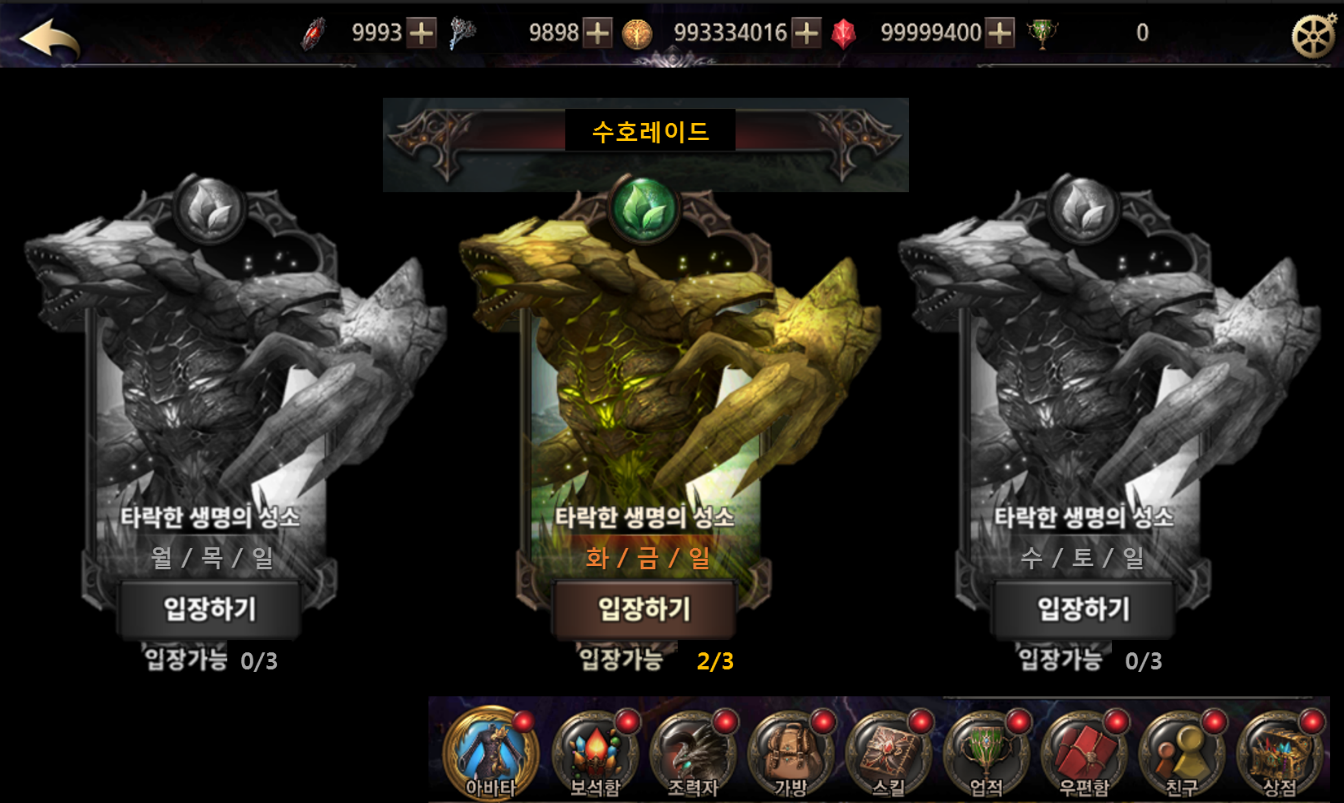 9993 9898 993334016 99999400 0
수호레이드
타락한 생명의 성소
월 / 목 / 일
입장하기
입장가능 0/3
타락한 생명의 성소
화 / 금 / 일
입장하기
입장가능 2/3
타락한 생명의 성소
수 / 토 / 일
입장하기
입장가능 0/3
아바타 보석함 조력자 가방 스킬 업적 우편함 친구 상점